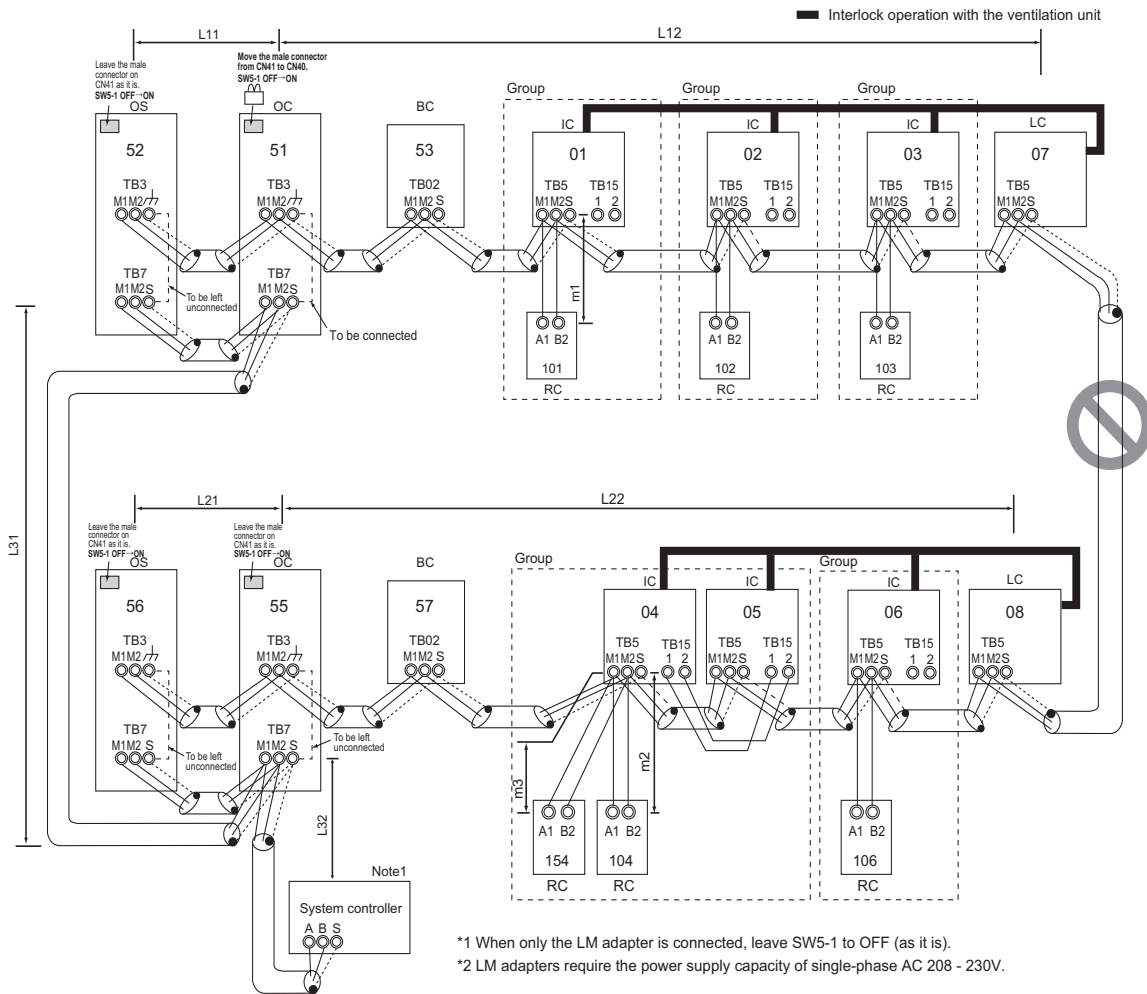 Interlock operation with the ventilation unit
L11
L12
Leave the male
connector on
CN41 as it is.
SW5-1 OFF→ON
Move the male connector
from CN41 to CN40.
SW5-1 OFF→ON
OS
OC
BC
Group
Group
Group
IC
IC
IC
LC
52
51
53
01
02
03
07
TB3
TB3
TB02
TB5
TB15
TB5
TB15
TB5
TB15
TB5
M1M2
M1M2
M1M2 S
M1M2S
1 2
M1M2S
1 2
M1M2S
1 2
M1M2S
TB7
TB7
M1M2S
M1M2S
To be left
unconnected
To be connected
m1
A1 B2
A1 B2
A1 B2
101
102
103
RC
RC
RC
L31
L21
L22
Leave the male
connector on
CN41 as it is.
SW5-1 OFF→ON
Leave the male
connector on
CN41 as it is.
SW5-1 OFF→ON
OS
OC
BC
Group
Group
IC
IC
IC
LC
56
55
57
04
05
06
08
TB3
TB3
TB02
TB5
TB15
TB5
TB15
TB5
TB15
TB5
M1M2
M1M2
M1M2 S
M1M2S
1 2
M1M2S
1 2
M1M2S
1 2
M1M2S
TB7
TB7
M1M2 S
M1M2 S
To be left
unconnected
To be left
unconnected
m3
m2
L32
A1 B2
A1 B2
A1 B2
154
104
106
RC
RC
RC
Note1
System controller
A B S
*1 When only the LM adapter is connected, leave SW5-1 to OFF (as it is).
*2 LM adapters require the power supply capacity of single-phase AC 208 - 230V.